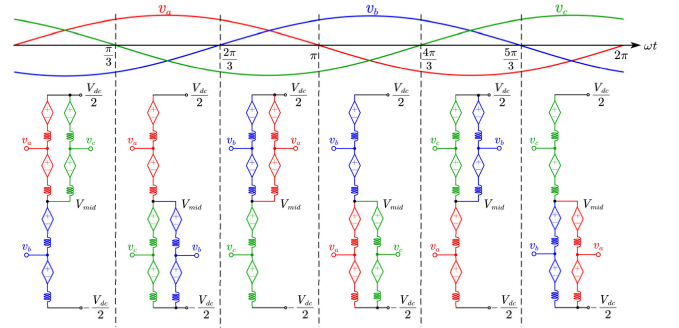 v_a v_b v_c
π/3 2π/3 π 4π/3 5π/3 2π ωt
V_dc/2 V_dc/2 V_dc/2 V_dc/2 V_dc/2 V_dc/2
v_a v_c v_a v_b v_a v_b v_c v_b v_c
V_mid V_mid V_mid V_mid V_mid V_mid
v_b v_c v_b v_c v_a v_c v_a v_b v_a
-V_dc/2 -V_dc/2 -V_dc/2 -V_dc/2 -V_dc/2 -V_dc/2